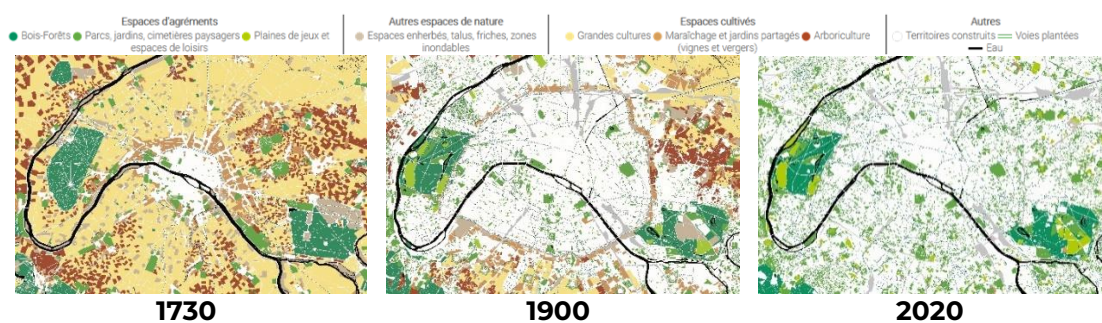 Espaces d'agréments
Bois-Forêts Parcs, jardins, cimetières paysagers Plaines de jeux et
espaces de loisirs
Autres espaces de nature
Espaces enherbés, talus, friches, zones
inondables
Espaces cultivés
Grandes cultures Maraîchage et jardins partagés Arboriculture
(vignes et vergers)
Autres
Territoires construits Voies plantées
Eau
1730
1900
2020